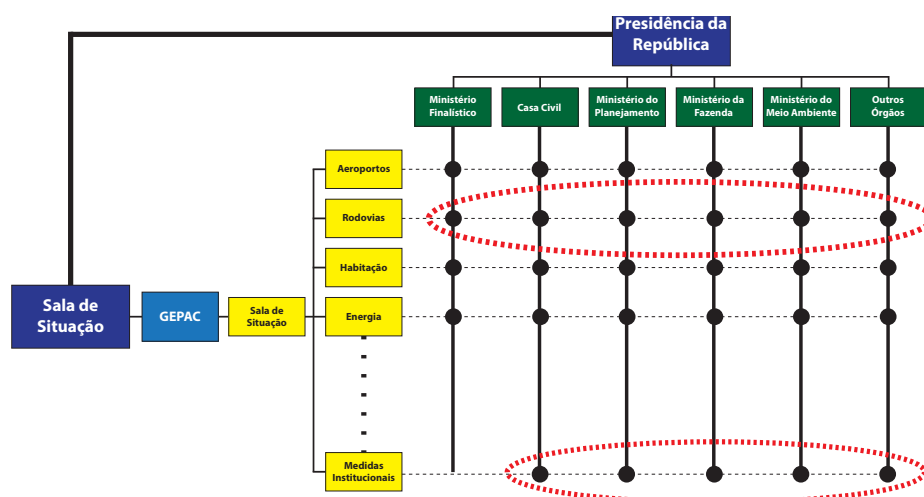 Presidência da
República
Ministério
Finalístico
Casa Civil
Ministério do
Planejamento
Ministério da
Fazenda
Ministério do
Meio Ambiente
Outros
Órgãos
Aeroportos
Rodovias
Habitação
Sala de
Situação
GEPAC
Sala de
Situação
Energia
Medidas
Institucionais